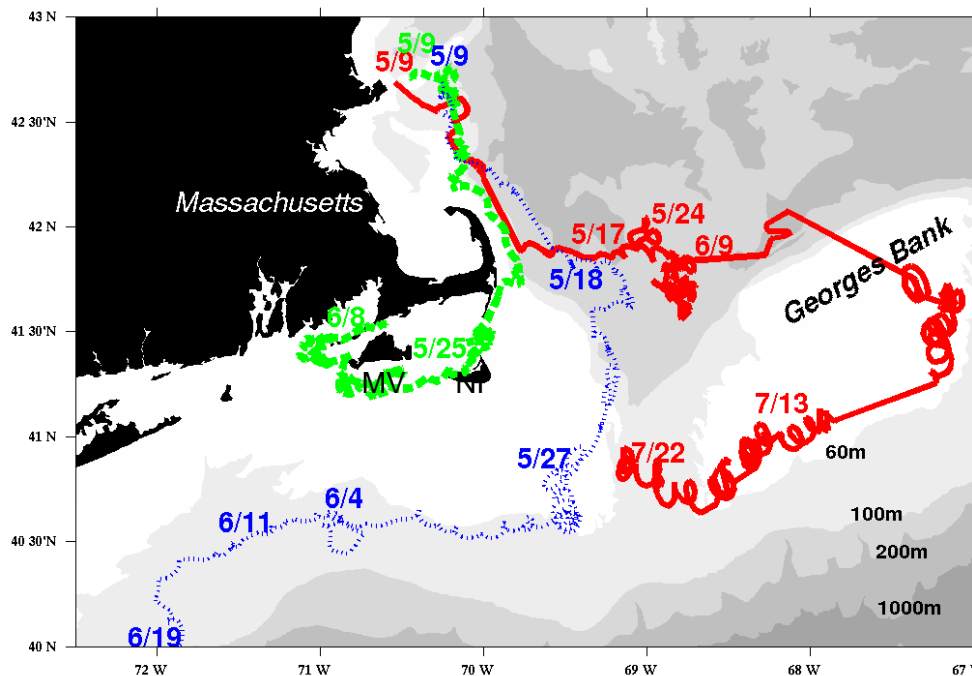 43 N
5/9
5/9
5/9
42 30'N
Massachusetts
5/24
42 N
5/17
6/9
Georges Bank
5/18
6/8
41 30'N
5/25
MV
NI
7/13
41 N
7/22
60m
5/27
6/4
100m
6/11
40 30'N
200m
1000m
6/19
40 N
72 W
71 W
70 W
69 W
68 W
67 W